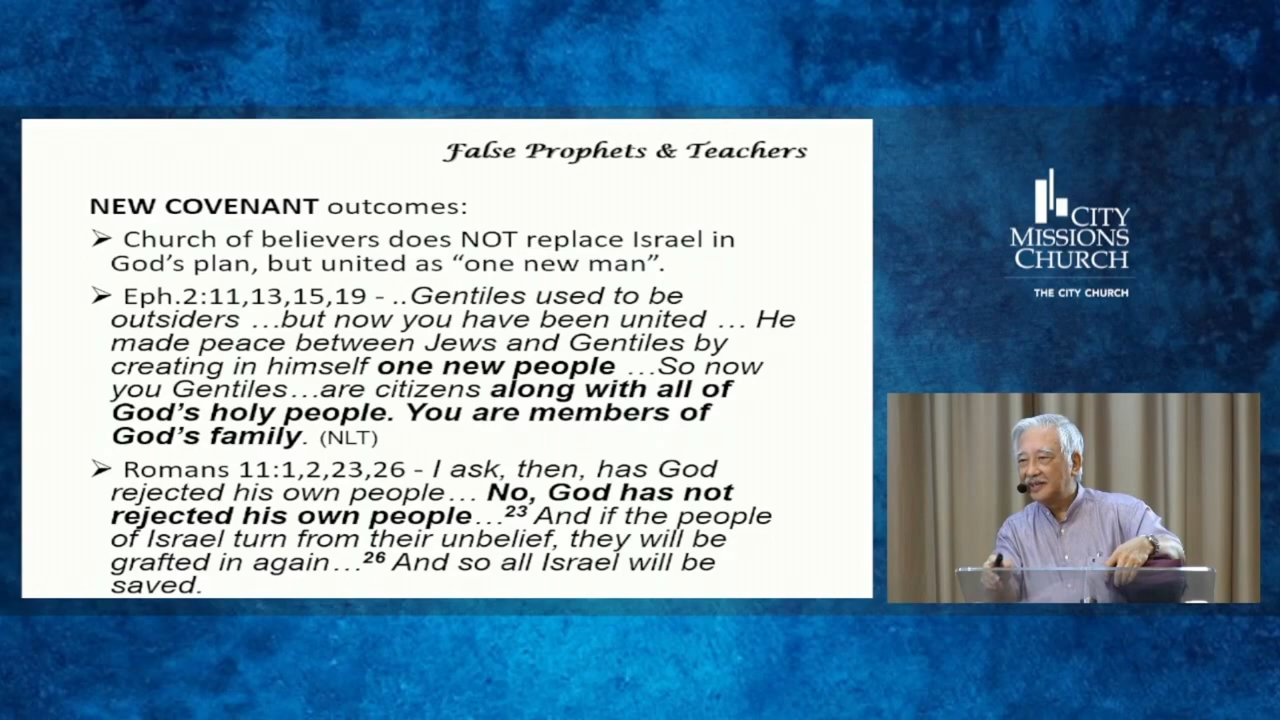 False Prophets & Teachers
NEW COVENANT outcomes:
➢ Church of believers does NOT replace Israel in
God’s plan, but united as “one new man”.
➢ Eph.2:11,13,15,19 - ..Gentiles used to be
outsiders …but now you have been united … He
made peace between Jews and Gentiles by
creating in himself one new people …So now
you Gentiles…are citizens along with all of
God’s holy people. You are members of
God’s family. (NLT)
➢ Romans 11:1,2,23,26 - I ask, then, has God
rejected his own people… No, God has not
rejected his own people…23 And if the people
of Israel turn from their unbelief, they will be
grafted in again…26 And so all Israel will be
saved.
CITY
MISSIONS
CHURCH
THE CITY CHURCH